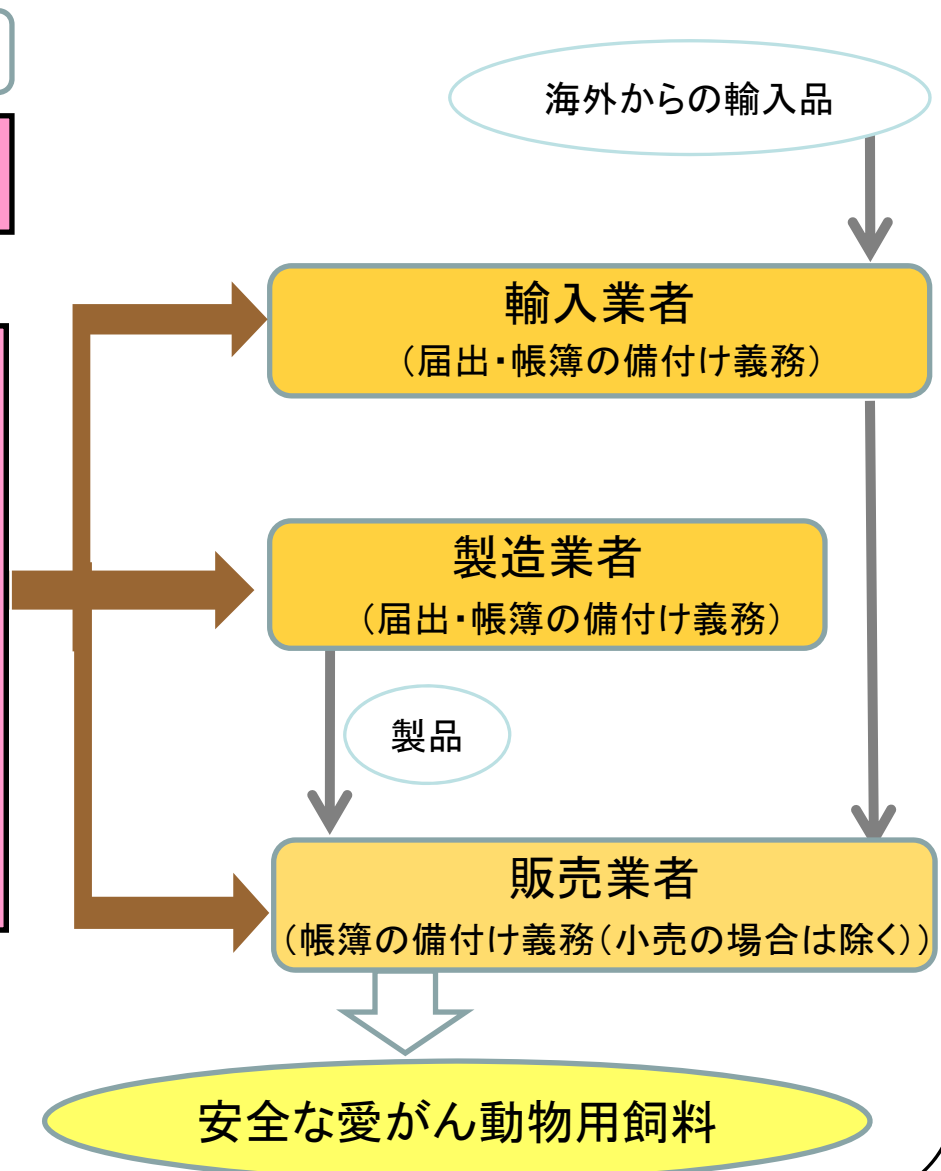 海外からの輸入品
輸入業者
（届出・帳簿の備付け義務）
製造業者
（届出・帳簿の備付け義務）
製品
販売業者
（帳簿の備付け義務（小売の場合は除く））
安全な愛がん動物用飼料